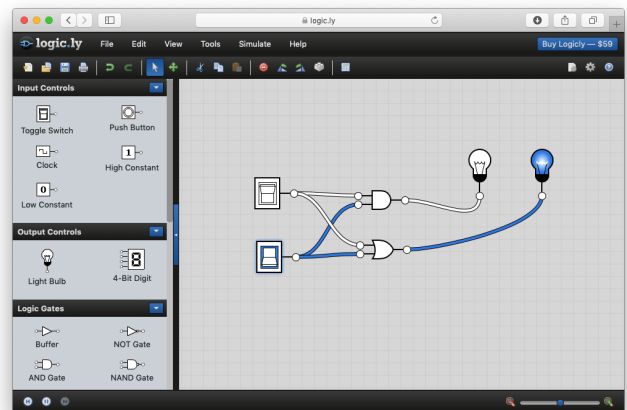 logic.ly
logic.ly File Edit View Tools Simulate Help Buy Logicly — $59
Input Controls
Toggle Switch Push Button
Clock 1 High Constant
0 Low Constant
Output Controls
Light Bulb 8 4-Bit Digit
Logic Gates
Buffer NOT Gate
AND Gate NAND Gate